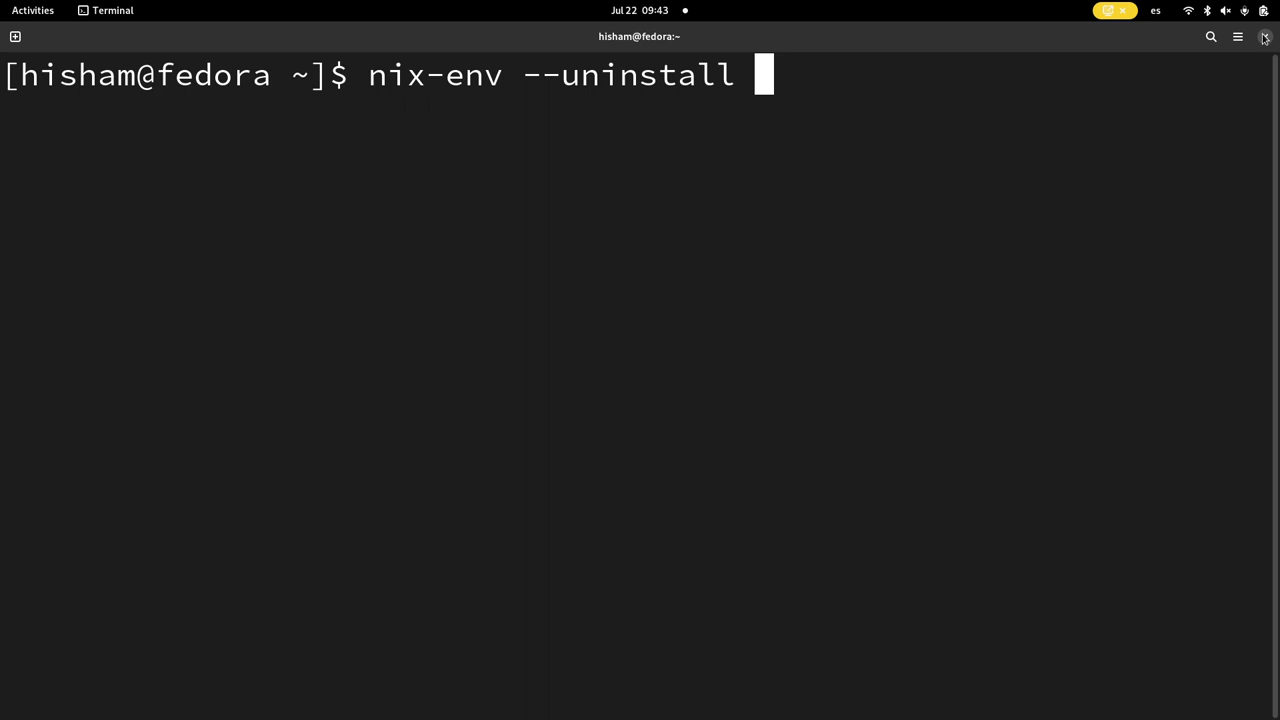 Activities Terminal Jul 22 09:43 es
hisham@fedora:~
[hisham@fedora ~]$ nix-env --uninstall